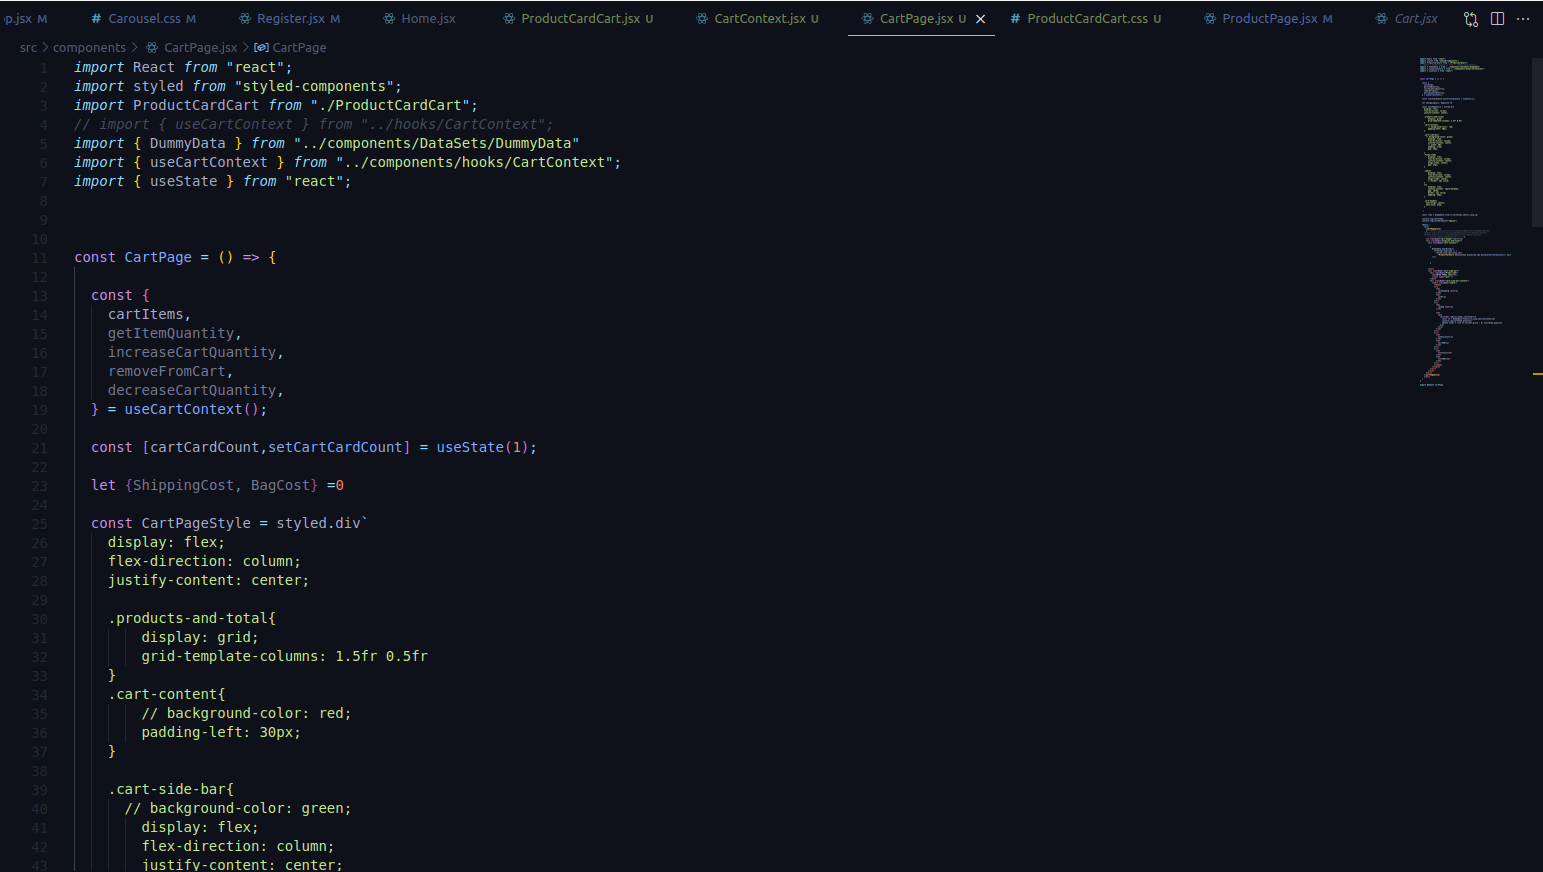 p.jsx M # Carousel.css M Register.jsx M Home.jsx ProductCardCart.jsx U CartContext.jsx U CartPage.jsx U × # ProductCardCart.css U ProductPage.jsx M Cart.jsx ···
src > components > CartPage.jsx > CartPage
1 import React from "react";
2 import styled from "styled-components";
3 import ProductCardCart from "./ProductCardCart";
4 // import { useCartContext } from "../hooks/CartContext";
5 import { DummyData } from "../components/DataSets/DummyData"
6 import { useCartContext } from "../components/hooks/CartContext";
7 import { useState } from "react";
8
9
10
11 const CartPage = () => {
12
13 const {
14 cartItems,
15 getItemQuantity,
16 increaseCartQuantity,
17 removeFromCart,
18 decreaseCartQuantity,
19 } = useCartContext();
20
21 const [cartCardCount,setCartCardCount] = useState(1);
22
23 let {ShippingCost, BagCost} =0
24
25 const CartPageStyle = styled.div`
26 display: flex;
27 flex-direction: column;
28 justify-content: center;
29
30 .products-and-total{
31 display: grid;
32 grid-template-columns: 1.5fr 0.5fr
33 }
34 .cart-content{
35 // background-color: red;
36 padding-left: 30px;
37 }
38
39 .cart-side-bar{
40 // background-color: green;
41 display: flex;
42 flex-direction: column;
43 justify-content: center;